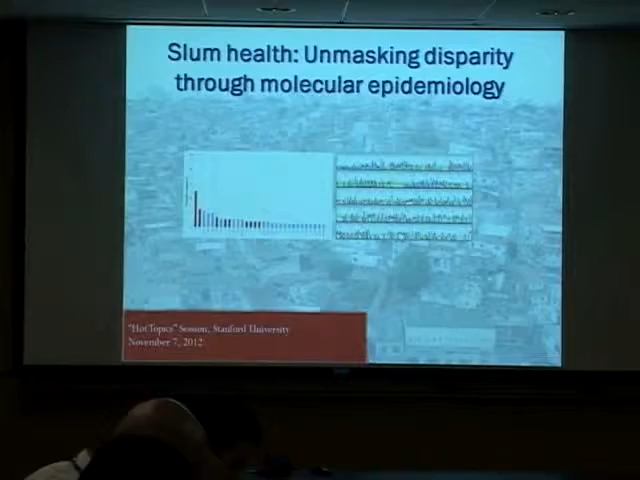 Slum health: Unmasking disparity
through molecular epidemiology
"Hot Topics" Session, Stanford University
November 7, 2012